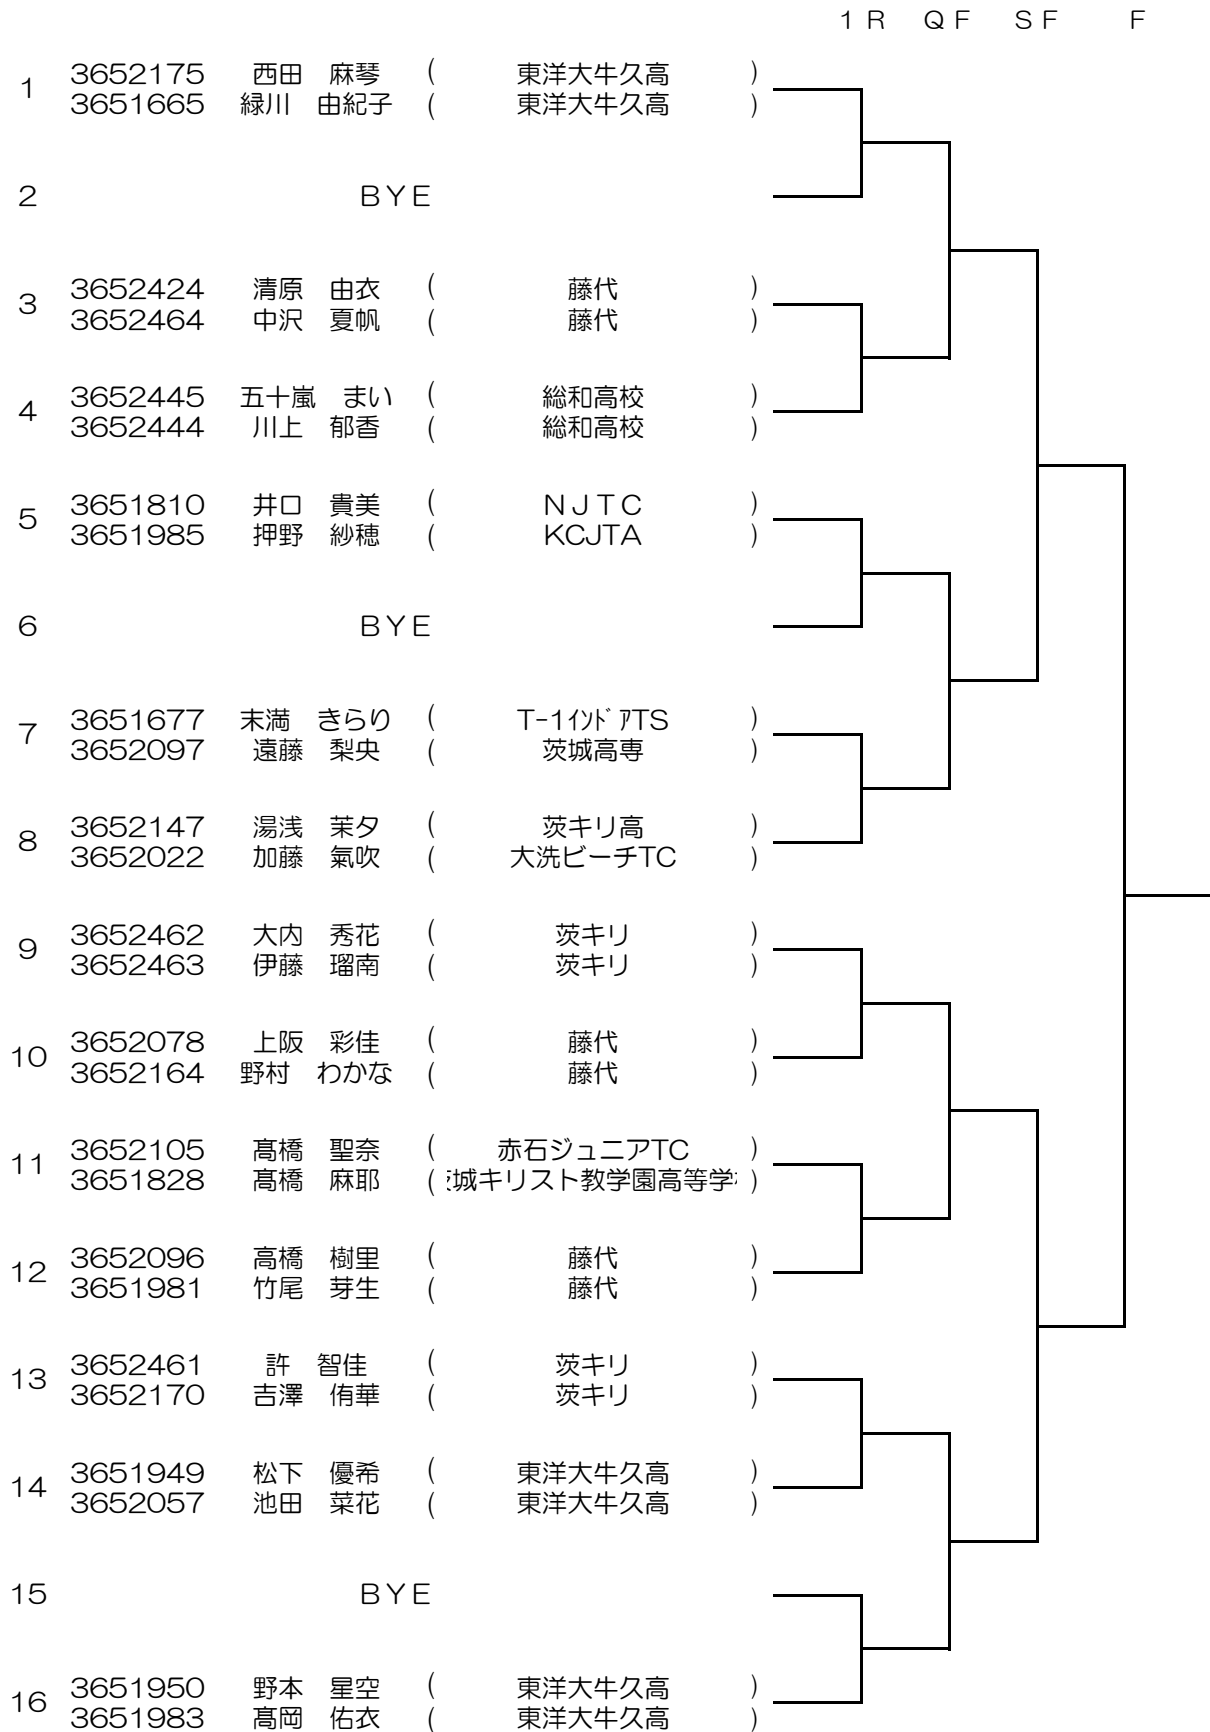 １Ｒ ＱＦ ＳＦ Ｆ
1 3652175 西田　麻琴 ( 東洋大牛久高 )
3651665 緑川　由紀子 ( 東洋大牛久高 )
2 ＢＹＥ
3 3652424 清原　由衣 ( 藤代 )
3652464 中沢　夏帆 ( 藤代 )
4 3652445 五十嵐　まい ( 総和高校 )
3652444 川上　郁香 ( 総和高校 )
5 3651810 井口　貴美 ( ＮＪＴＣ )
3651985 押野　紗穂 ( KCJTA )
6 ＢＹＥ
7 3651677 末満　きらり ( T-1ｲﾝﾄﾞｱTS )
3652097 遠藤　梨央 ( 茨城高専 )
8 3652147 湯浅　茉夕 ( 茨キリ高 )
3652022 加藤　氣吹 ( 大洗ビーチTC )
9 3652462 大内　秀花 ( 茨キリ )
3652463 伊藤　瑠南 ( 茨キリ )
10 3652078 上阪　彩佳 ( 藤代 )
3652164 野村　わかな ( 藤代 )
11 3652105 髙橋　聖奈 ( 赤石ジュニアTC )
3651828 髙橋　麻耶 ( 城キリスト教学園高等学 )
12 3652096 高橋　樹里 ( 藤代 )
3651981 竹尾　芽生 ( 藤代 )
13 3652461 許　智佳 ( 茨キリ )
3652170 吉澤　侑華 ( 茨キリ )
14 3651949 松下　優希 ( 東洋大牛久高 )
3652057 池田　菜花 ( 東洋大牛久高 )
15 ＢＹＥ
16 3651950 野本　星空 ( 東洋大牛久高 )
3651983 髙岡　佑衣 ( 東洋大牛久高 )